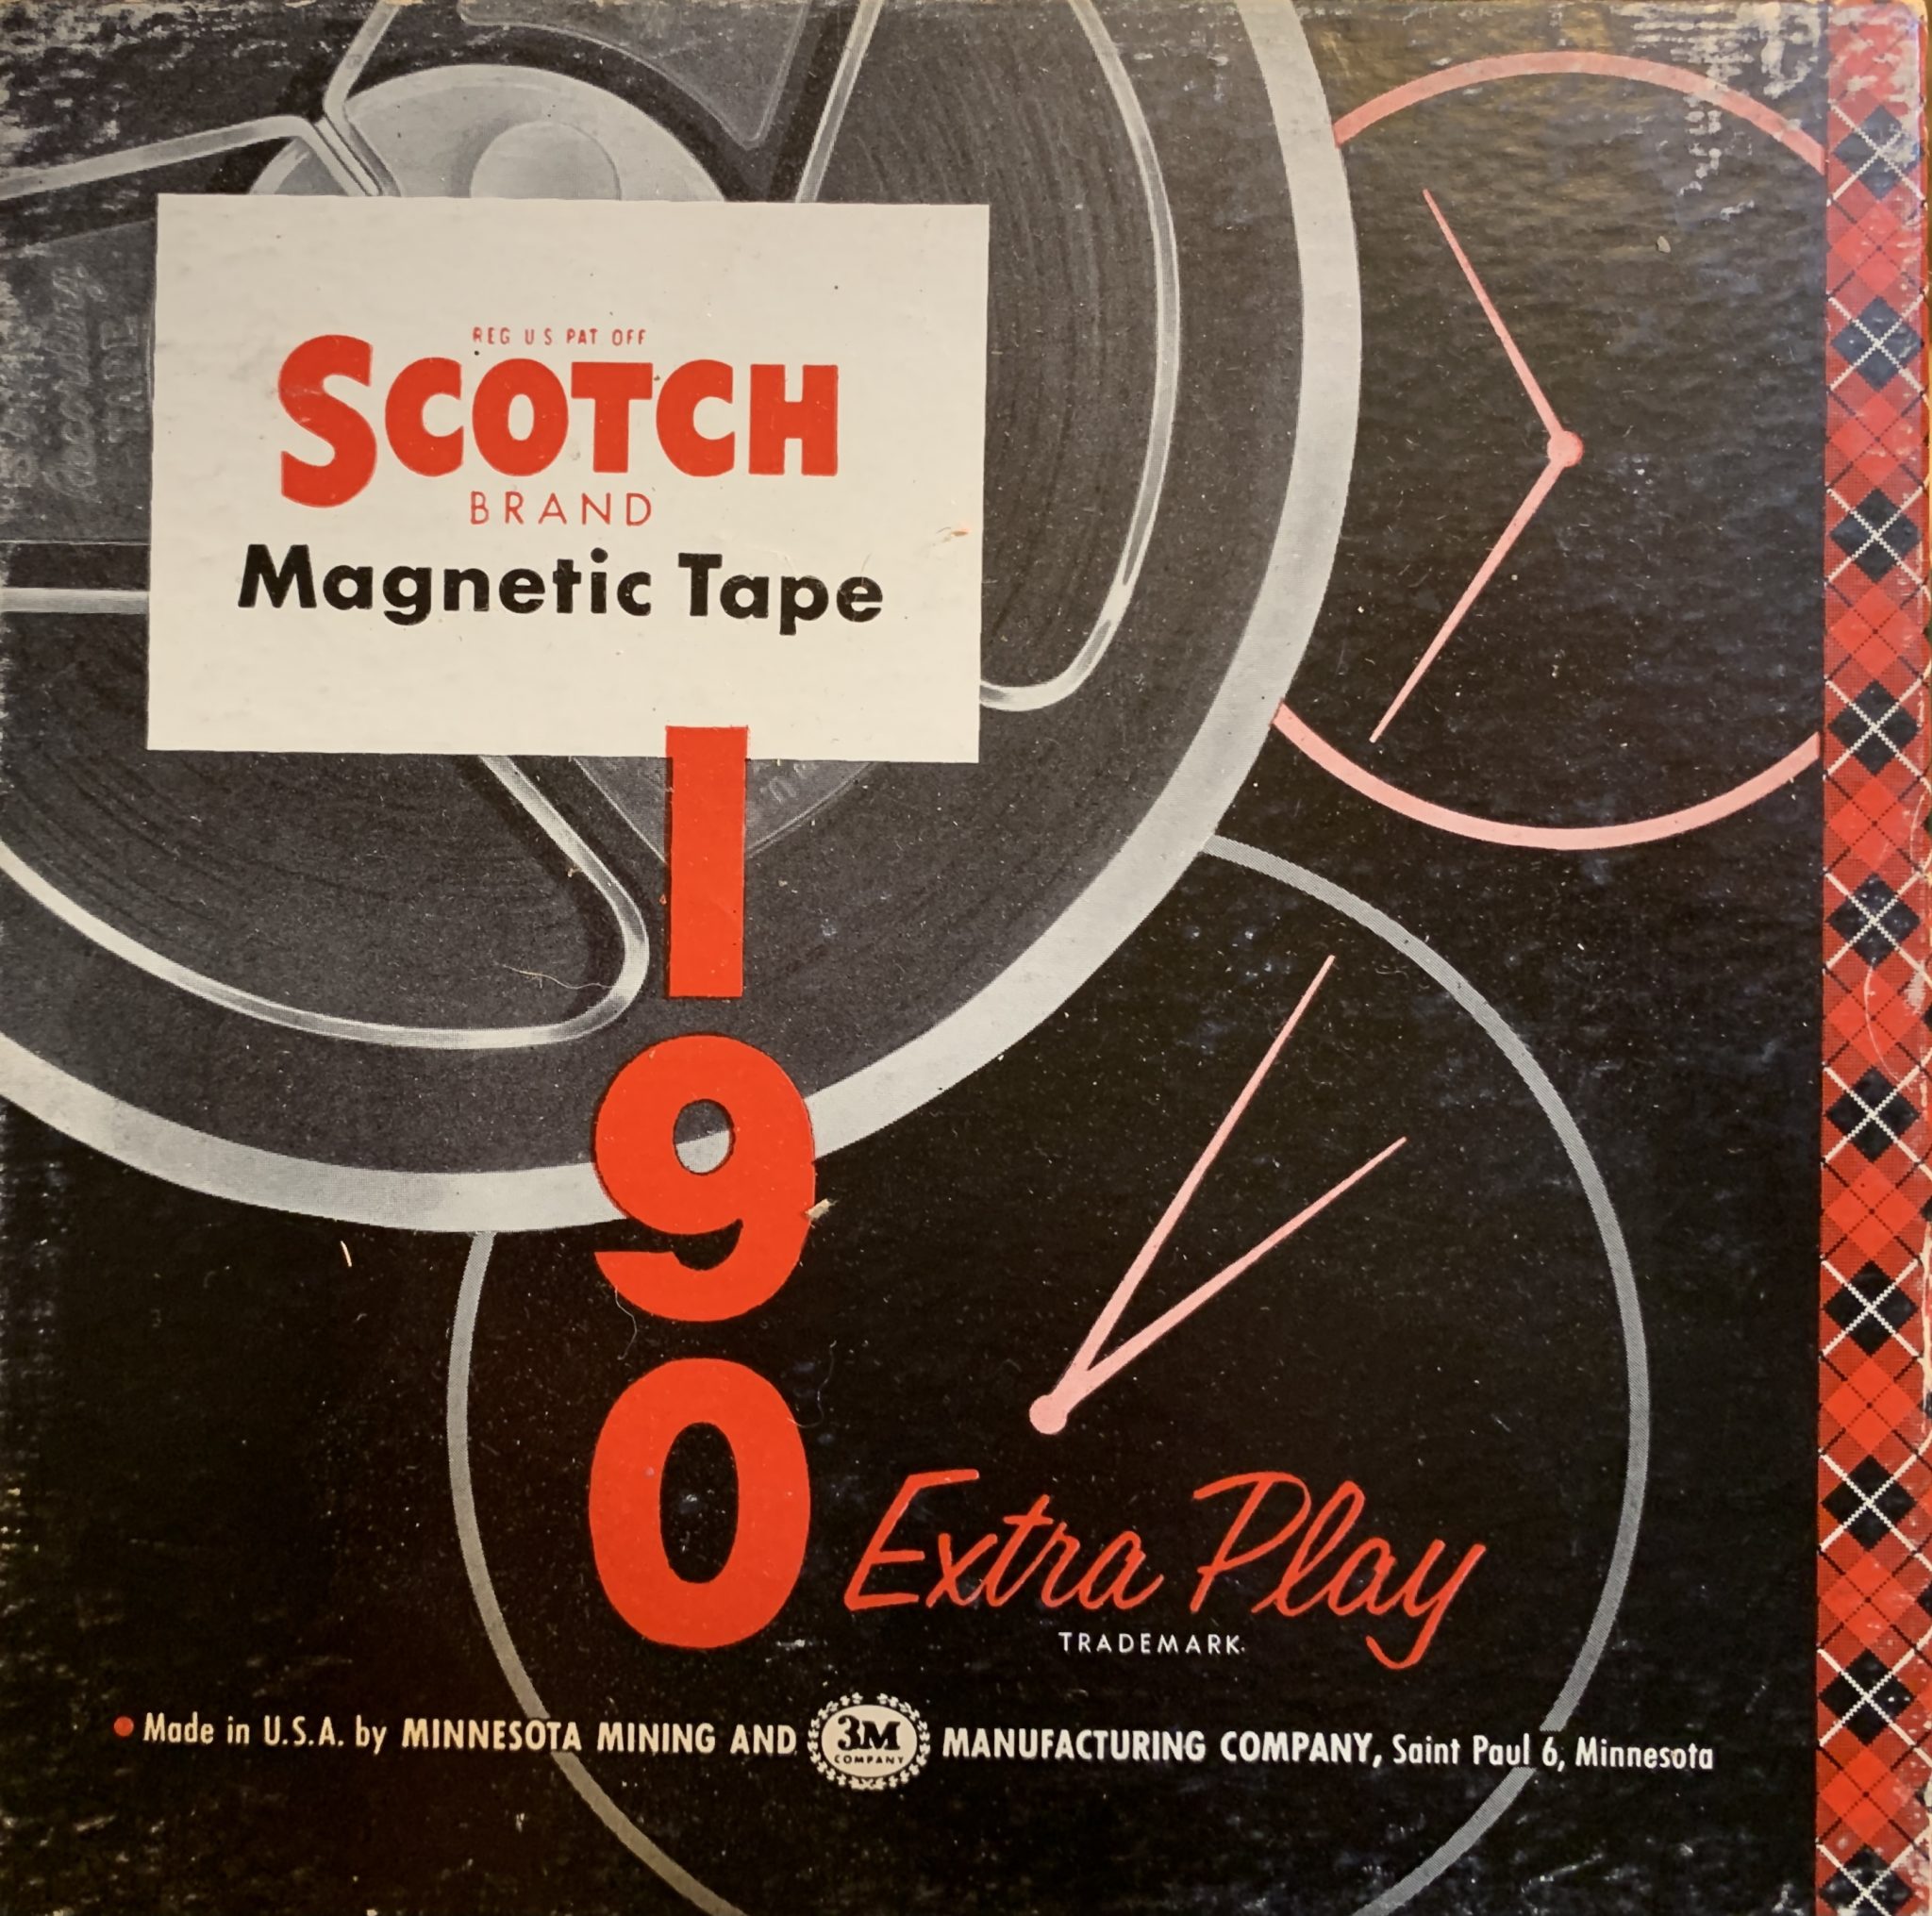 REG U S PAT OFF
SCOTCH
BRAND
Magnetic Tape
190
Extra Play
TRADEMARK
Made in U.S.A. by MINNESOTA MINING AND 3M COMPANY MANUFACTURING COMPANY, Saint Paul 6, Minnesota